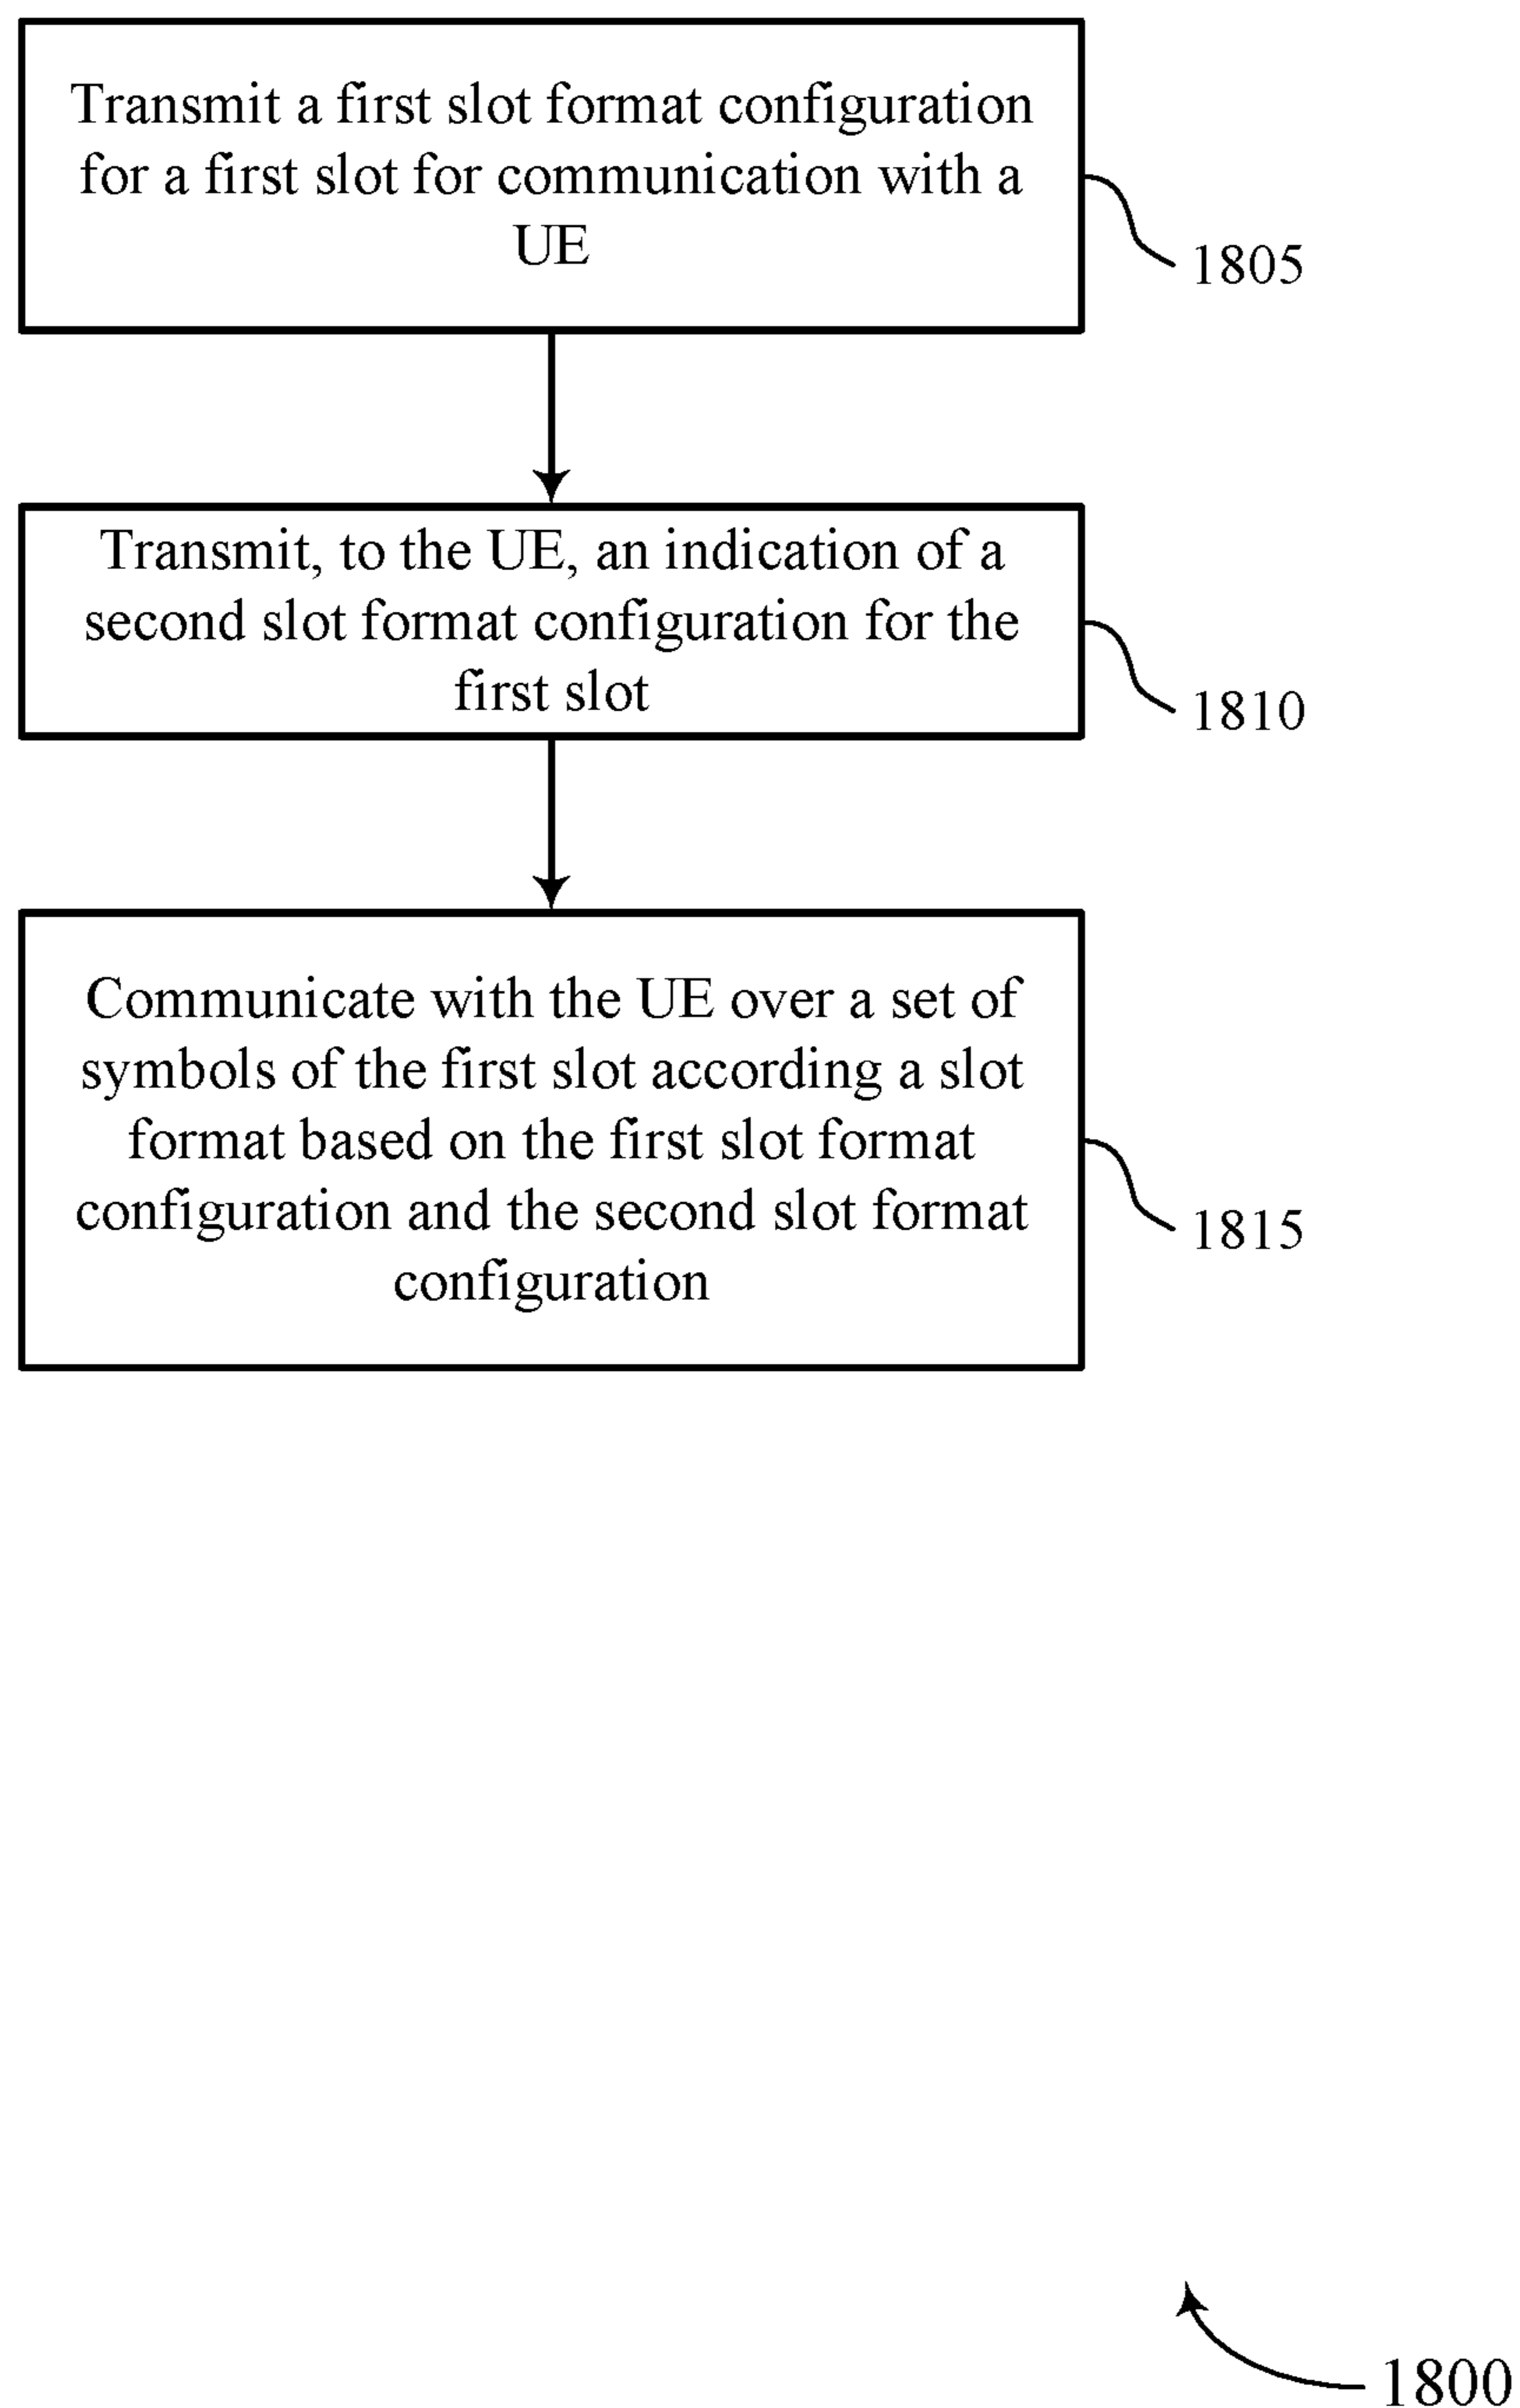 Transmit a first slot format configuration
for a first slot for communication with a
UE
1805
Transmit, to the UE, an indication of a
second slot format configuration for the
first slot
1810
Communicate with the UE over a set of
symbols of the first slot according a slot
format based on the first slot format
configuration and the second slot format
configuration
1815
1800